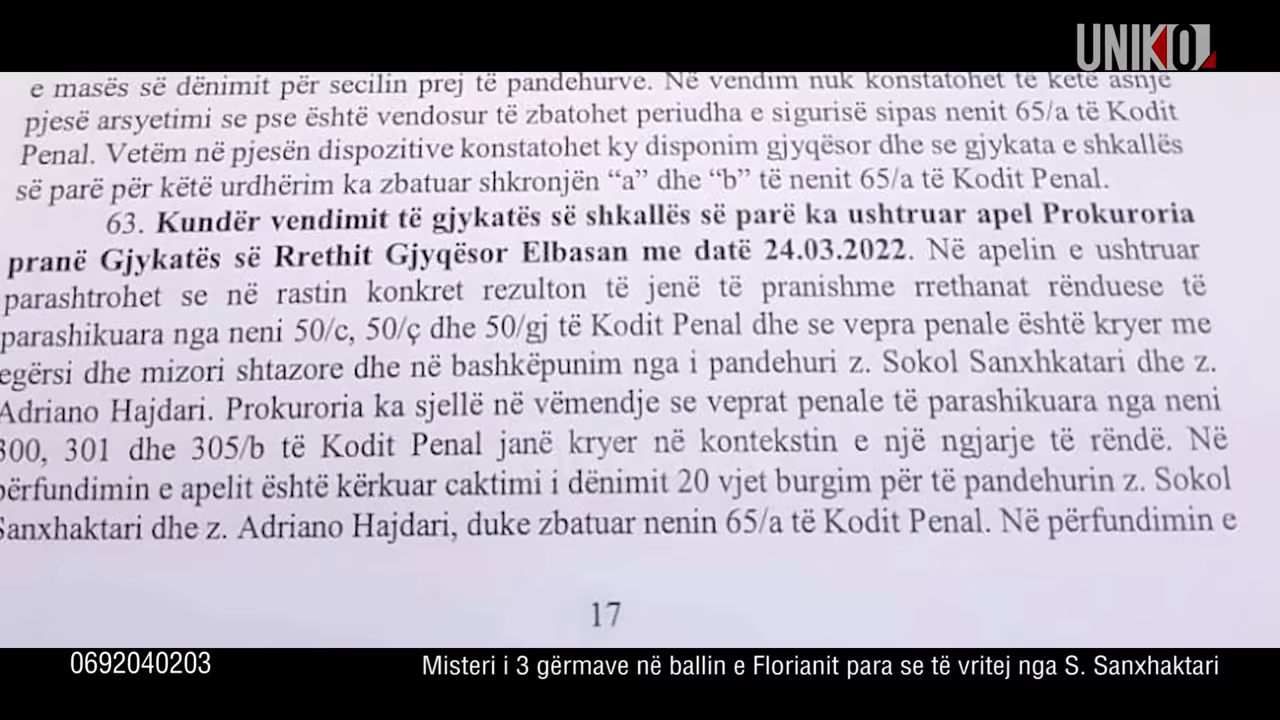 UNIKO
e masës së dënimit për secilin prej të pandehurve. Në vendim nuk konstatohet të ketë asnjë
pjesë arsyetimi se pse është vendosur të zbatohet periudha e sigurisë sipas nenit 65/a të Kodit
Penal. Vetëm në pjesën dispozitive konstatohet ky disponim gjyqësor dhe se gjykata e shkallës
së parë për këtë urdhërim ka zbatuar shkronjën “a” dhe “b” të nenit 65/a të Kodit Penal.
63. Kundër vendimit të gjykatës së shkallës së parë ka ushtruar apel Prokuroria
pranë Gjykatës së Rrethit Gjyqësor Elbasan me datë 24.03.2022. Në apelin e ushtruar
parashtrohet se në rastin konkret rezulton të jenë të pranishme rrethanat rënduese të
parashikuara nga neni 50/c, 50/ç dhe 50/gj të Kodit Penal dhe se vepra penale është kryer me
egërsi dhe mizori shtazore dhe në bashkëpunim nga i pandehuri z. Sokol Sanxhkatari dhe z.
Adriano Hajdari. Prokuroria ka sjellë në vëmendje se veprat penale të parashikuara nga neni
300, 301 dhe 305/b të Kodit Penal janë kryer në kontekstin e një ngjarje të rëndë. Në
përfundimin e apelit është kërkuar caktimi i dënimit 20 vjet burgim për të pandehurin z. Sokol
Sanxhaktari dhe z. Adriano Hajdari, duke zbatuar nenin 65/a të Kodit Penal. Në përfundimin e
17
0692040203
Misteri i 3 gërmave në ballin e Florianit para se të vritej nga S. Sanxhaktari